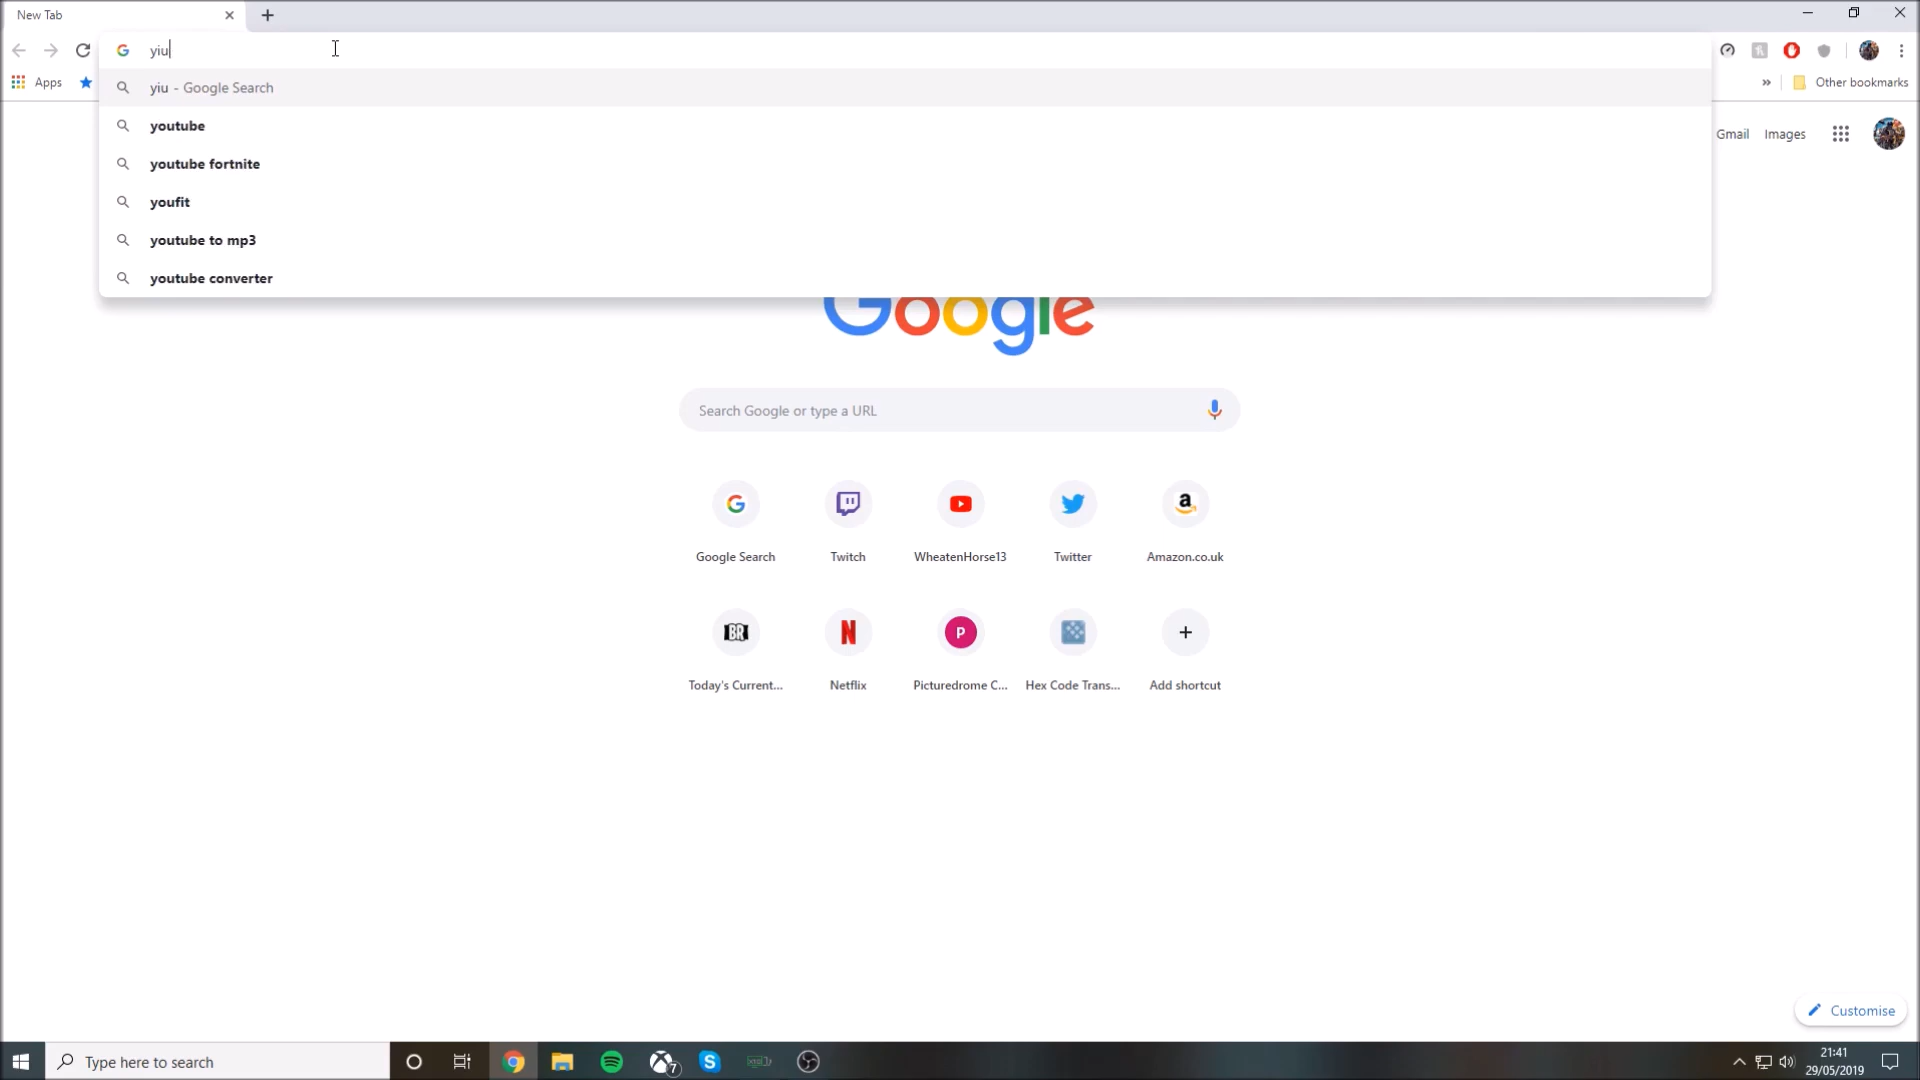 New Tab
yiu
Apps
Other bookmarks
yiu - Google Search
youtube
youtube fortnite
youfit
youtube to mp3
youtube converter
Gmail Images
Google
Search Google or type a URL
Google Search Twitch WheatenHorse13 Twitter Amazon.co.uk
BR P
Today's Current... Netflix Picturedrome C... Hex Code Trans... Add shortcut
Customise
Type here to search
7
21:41
29/05/2019